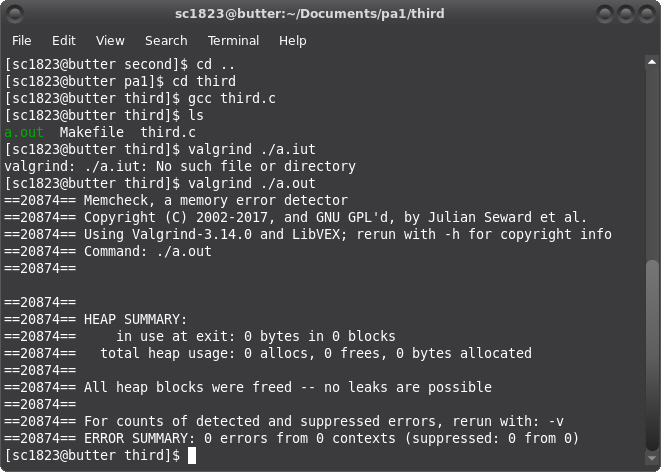 sc1823@butter:~/Documents/pa1/third
File Edit View Search Terminal Help
[sc1823@butter second]$ cd ..
[sc1823@butter pa1]$ cd third
[sc1823@butter third]$ gcc third.c
[sc1823@butter third]$ ls
a.out  Makefile  third.c
[sc1823@butter third]$ valgrind ./a.iut
valgrind: ./a.iut: No such file or directory
[sc1823@butter third]$ valgrind ./a.out
==20874== Memcheck, a memory error detector
==20874== Copyright (C) 2002-2017, and GNU GPL'd, by Julian Seward et al.
==20874== Using Valgrind-3.14.0 and LibVEX; rerun with -h for copyright info
==20874== Command: ./a.out
==20874==
==20874==
==20874== HEAP SUMMARY:
==20874==     in use at exit: 0 bytes in 0 blocks
==20874==   total heap usage: 0 allocs, 0 frees, 0 bytes allocated
==20874==
==20874== All heap blocks were freed -- no leaks are possible
==20874==
==20874== For counts of detected and suppressed errors, rerun with: -v
==20874== ERROR SUMMARY: 0 errors from 0 contexts (suppressed: 0 from 0)
[sc1823@butter third]$